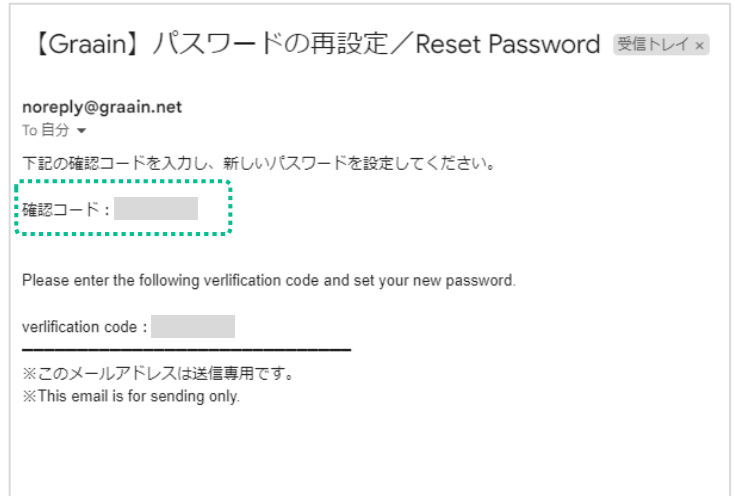 【Graain】パスワードの再設定／Reset Password 受信トレイ ×
noreply@graain.net
To 自分
下記の確認コードを入力し、新しいパスワードを設定してください。
確認コード：
Please enter the following verlification code and set your new password.
verlification code：
※このメールアドレスは送信専用です。
※This email is for sending only.